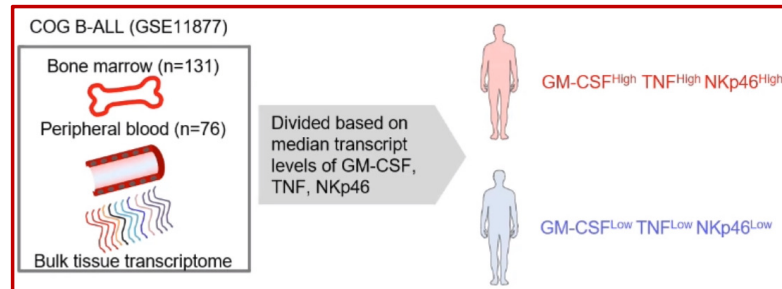 COG B-ALL (GSE11877)
Bone marrow (n=131)
Peripheral blood (n=76)
Bulk tissue transcriptome
Divided based on
median transcript
levels of GM-CSF,
TNF, NKp46
GM-CSFHigh TNFHigh NKp46High
GM-CSFLow TNFLow NKp46Low